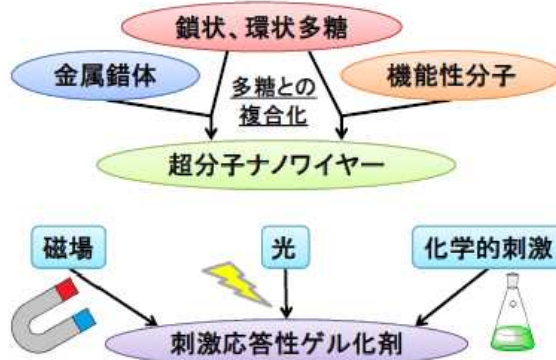 鎖状、環状多糖
金属錯体
機能性分子
多糖との
複合化
超分子ナノワイヤー
磁場
光
化学的刺激
刺激応答性ゲル化剤